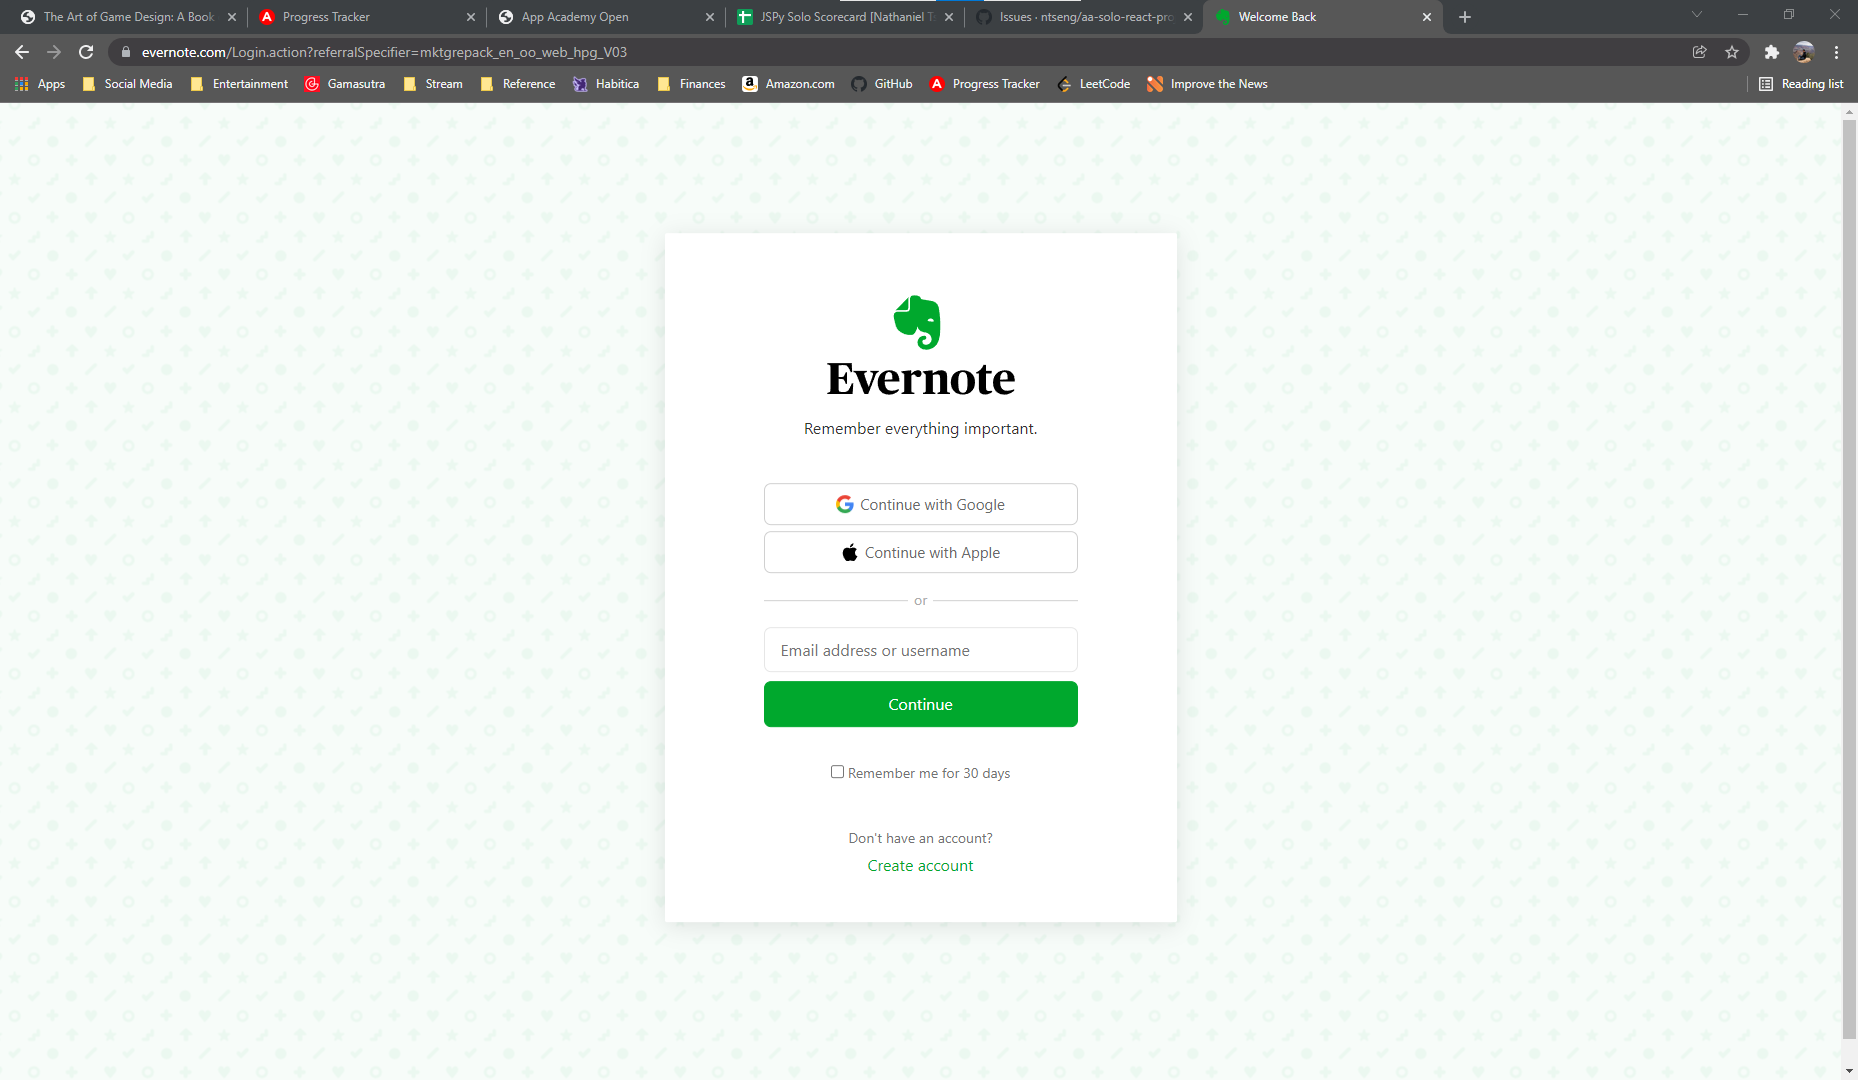 The Art of Game Design: A Book
Progress Tracker
App Academy Open
JSPy Solo Scorecard [Nathaniel Ts
Issues · ntseng/aa-solo-react-pro
Welcome Back
evernote.com/Login.action?referralSpecifier=mktgrepack_en_oo_web_hpg_V03
Apps
Social Media
Entertainment
Gamasutra
Stream
Reference
Habitica
Finances
Amazon.com
GitHub
Progress Tracker
LeetCode
Improve the News
Reading list
Evernote
Remember everything important.
Continue with Google
Continue with Apple
or
Email address or username
Continue
Remember me for 30 days
Don't have an account?
Create account